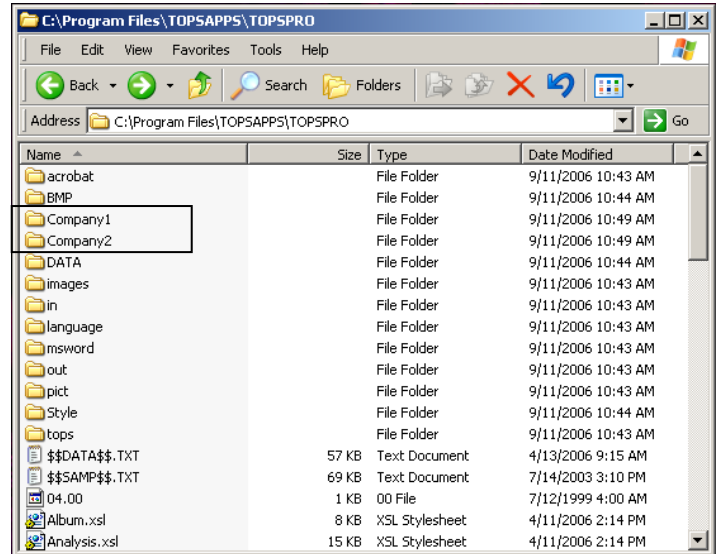 C:\Program Files\TOPSAPPS\TOPSPRO
File Edit View Favorites Tools Help
Back Search Folders
Address C:\Program Files\TOPSAPPS\TOPSPRO Go
Name Size Type Date Modified
acrobat File Folder 9/11/2006 10:43 AM
BMP File Folder 9/11/2006 10:44 AM
Company1 File Folder 9/11/2006 10:49 AM
Company2 File Folder 9/11/2006 10:49 AM
DATA File Folder 9/11/2006 10:44 AM
images File Folder 9/11/2006 10:43 AM
in File Folder 9/11/2006 10:43 AM
language File Folder 9/11/2006 10:43 AM
msword File Folder 9/11/2006 10:43 AM
out File Folder 9/11/2006 10:43 AM
pict File Folder 9/11/2006 10:43 AM
Style File Folder 9/11/2006 10:44 AM
tops File Folder 9/11/2006 10:43 AM
$$DATA$$.TXT 57 KB Text Document 4/13/2006 9:15 AM
$$SAMP$$.TXT 69 KB Text Document 7/14/2003 3:10 PM
04.00 1 KB 00 File 7/12/1999 4:00 AM
Album.xsl 8 KB XSL Stylesheet 4/11/2006 2:14 PM
Analysis.xsl 15 KB XSL Stylesheet 4/11/2006 2:14 PM